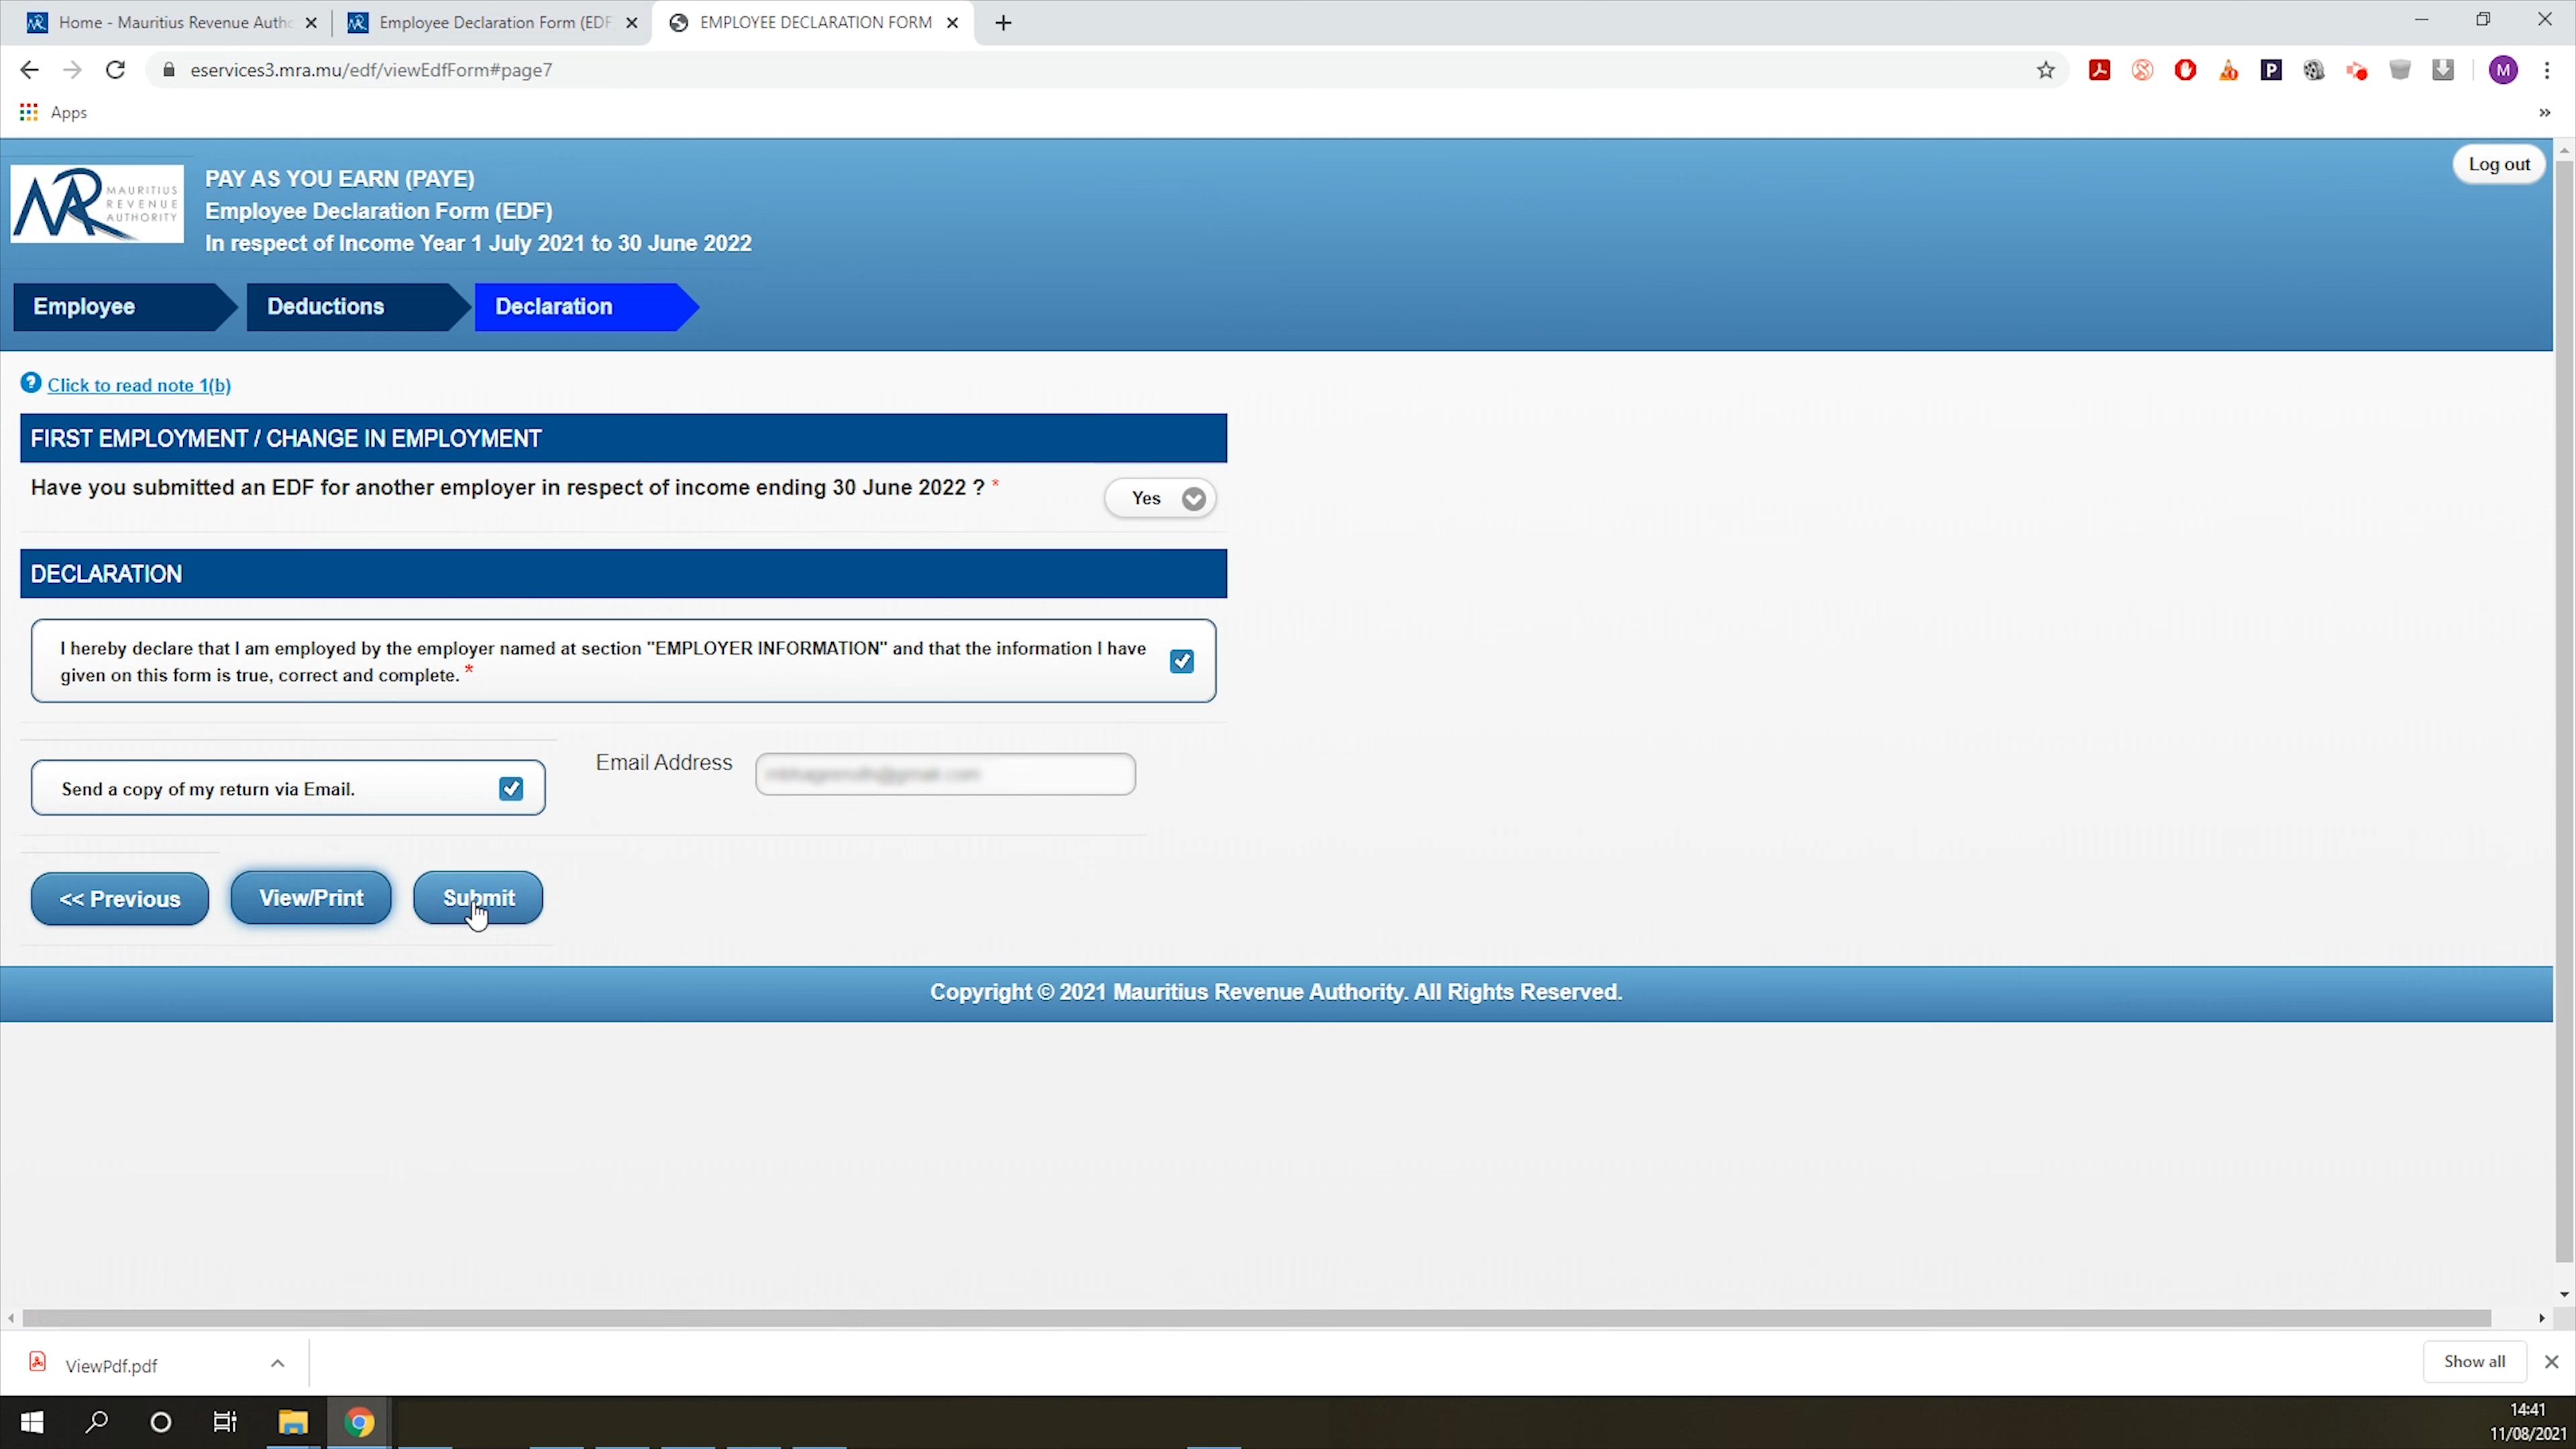 Home - Mauritius Revenue Autho
Employee Declaration Form (EDF
EMPLOYEE DECLARATION FORM
eservices3.mra.mu/edf/viewEdfForm#page7
P
M
Apps
»
MAURITIUS
REVENUE
AUTHORITY
PAY AS YOU EARN (PAYE)
Employee Declaration Form (EDF)
In respect of Income Year 1 July 2021 to 30 June 2022
Log out
Employee
Deductions
Declaration
? Click to read note 1(b)
FIRST EMPLOYMENT / CHANGE IN EMPLOYMENT
Have you submitted an EDF for another employer in respect of income ending 30 June 2022 ? *
Yes
DECLARATION
I hereby declare that I am employed by the employer named at section "EMPLOYER INFORMATION" and that the information I have
given on this form is true, correct and complete. *
Send a copy of my return via Email.
Email Address
<< Previous
View/Print
Submit
Copyright © 2021 Mauritius Revenue Authority. All Rights Reserved.
ViewPdf.pdf
Show all
14:41
11/08/2021